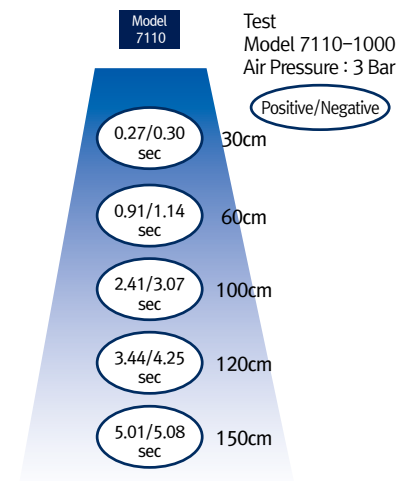 Model
7110
Test
Model 7110-1000
Air Pressure : 3 Bar
Positive/Negative
0.27/0.30
sec
30cm
0.91/1.14
sec
60cm
2.41/3.07
sec
100cm
3.44/4.25
sec
120cm
5.01/5.08
sec
150cm